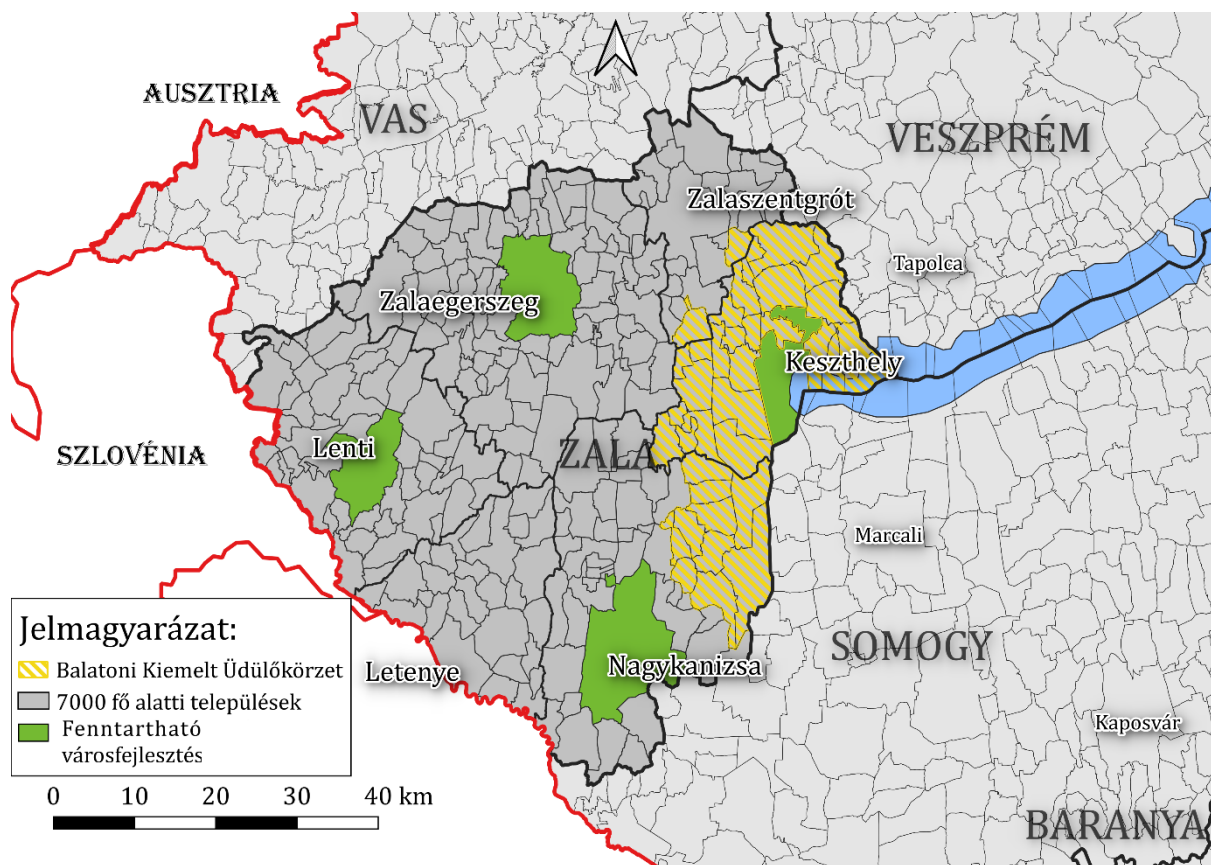 AUSZTRIA
VAS
VESZPRÉM
Zalaszentgrót
Tapolca
Zalaegerszeg
Keszthely
SZLOVÉNIA
Lenti
ZALA
Marcali
Jelmagyarázat:
Balatoni Kiemelt Üdülőkörzet
7000 fő alatti települések
Fenntartható
városfejlesztés
Letenye
Nagykanizsa
SOMOGY
Kaposvár
0 10 20 30 40 km
BARANYA